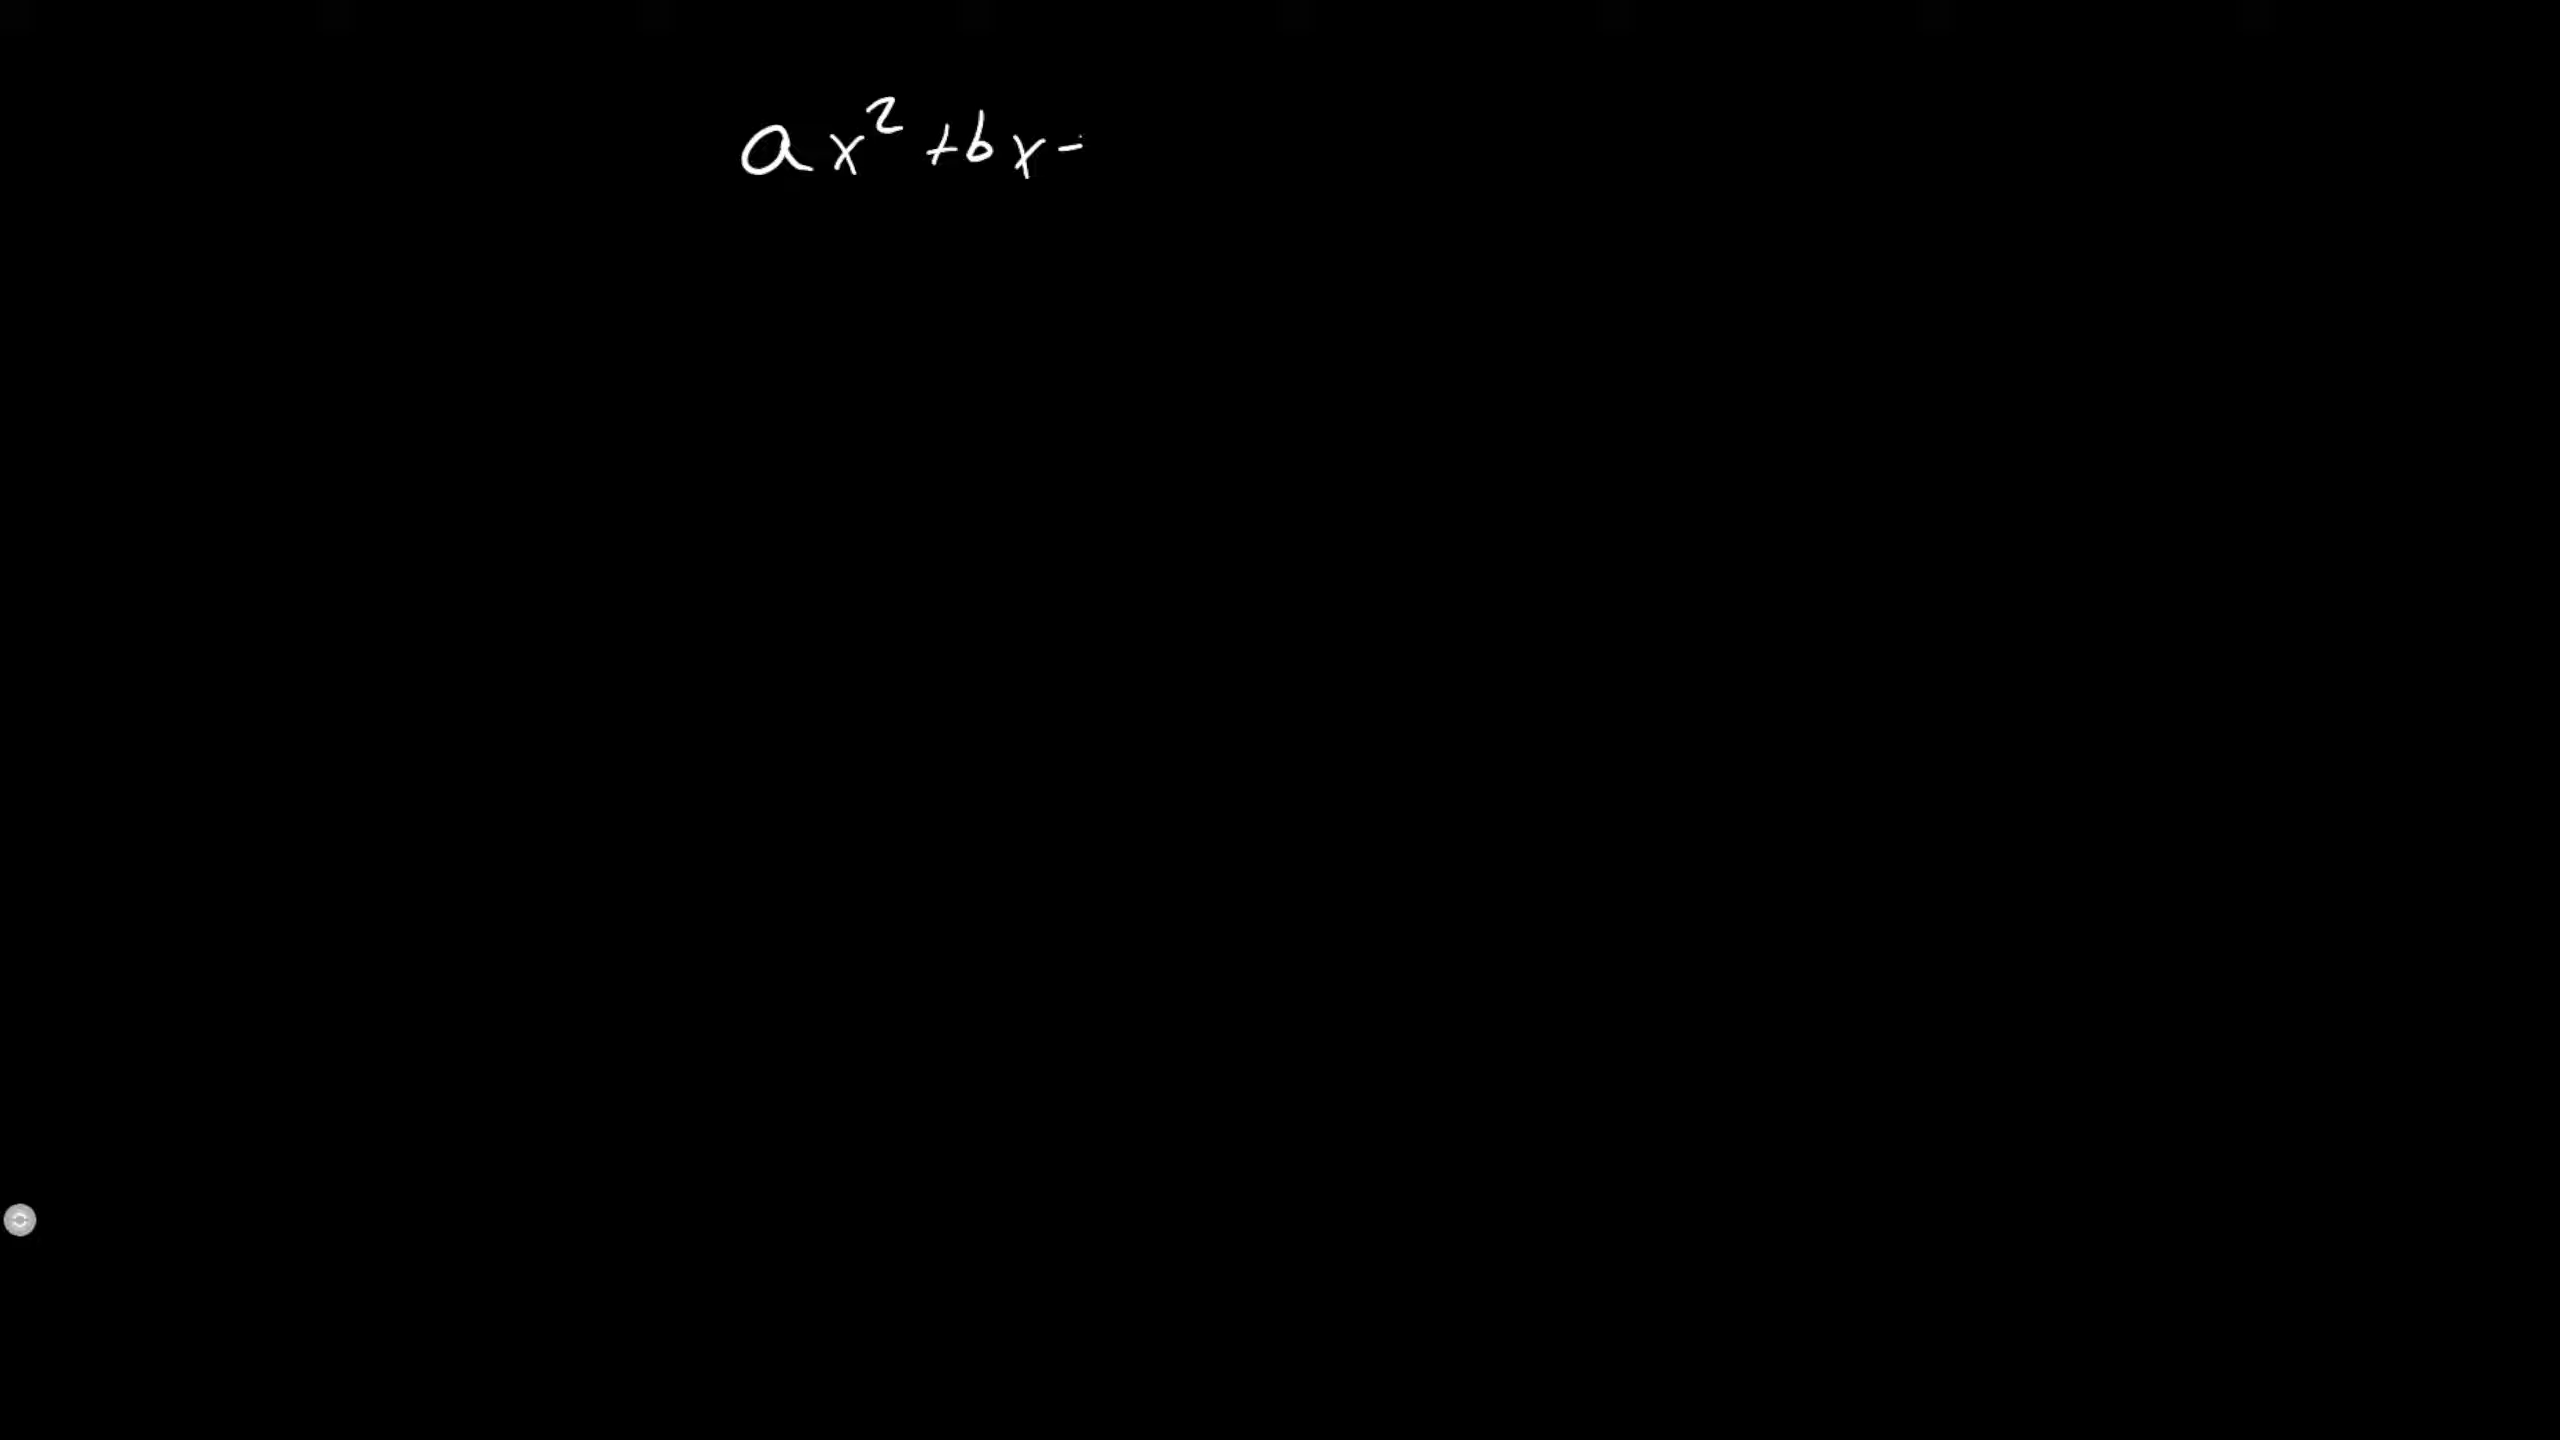 ax² + bx -